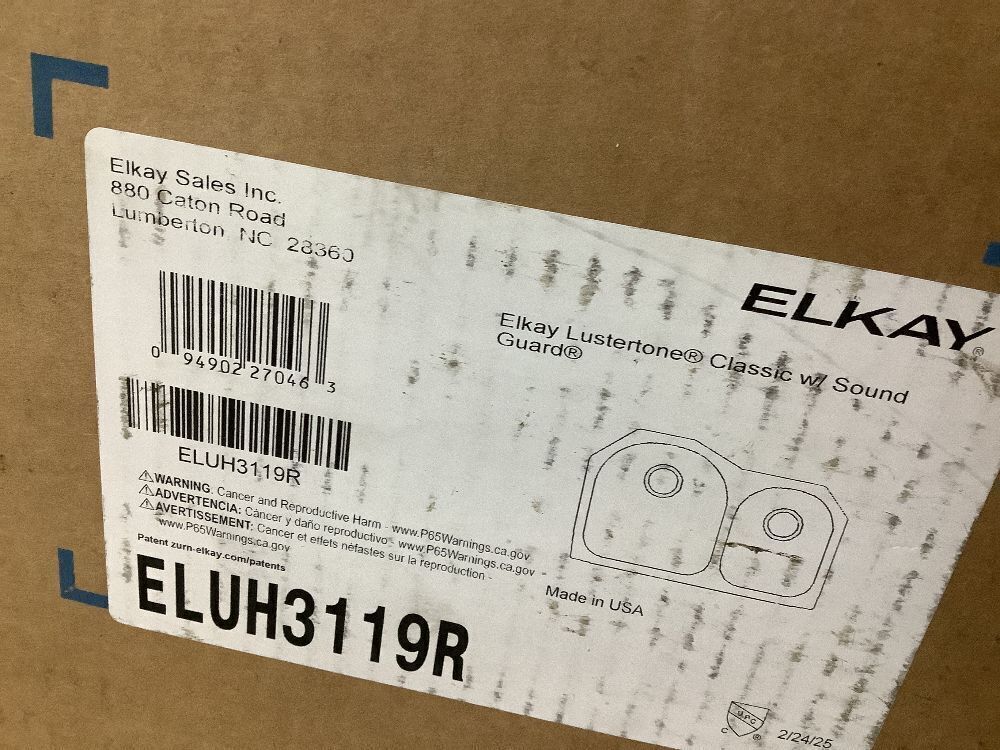 Elkay Sales Inc.
880 Caton Road
Lumberton NC 28360
ELKAY®
Elkay Lustertone® Classic w/ Sound
Guard®
0 94902 27046 3
ELUH3119R
⚠WARNING. Cancer and Reproductive Harm - www.P65Warnings.ca.gov
⚠ADVERTENCIA: Cáncer y daño reproductivo - www.P65Warnings.ca.gov
⚠AVERTISSEMENT: Cancer et effets néfastes sur la reproduction -
www.P65Warnings.ca.gov
Patent zurn-elkay.com/patents
ELUH3119R
Made in USA
UPC
C ®
2/24/25